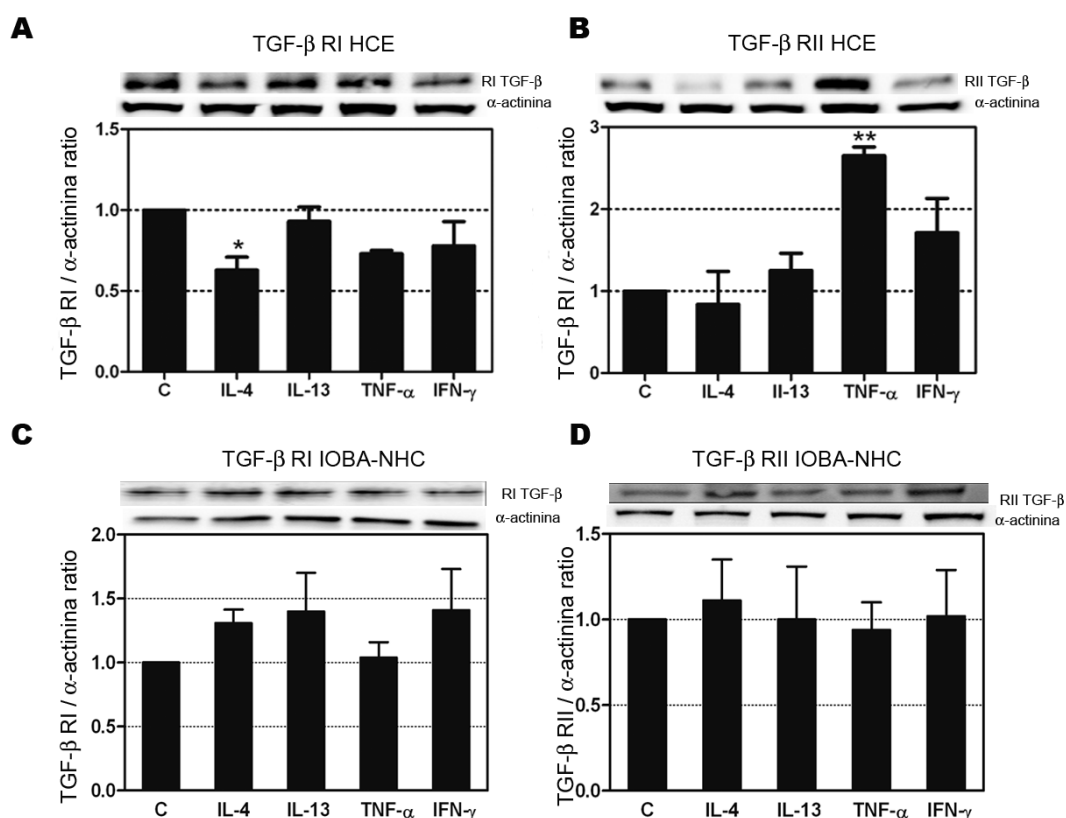 A
TGF-β RI HCE
RI TGF-β
α-actinina
TGF-β RI / α-actinina ratio
1.5
1.0
0.5
0.0
*
C IL-4 IL-13 TNF-α IFN-γ
B
TGF-β RII HCE
RII TGF-β
α-actinina
TGF-β RI / α-actinina ratio
3
2
1
0
**
C IL-4 Il-13 TNF-α IFN-γ
C
TGF-β RI IOBA-NHC
RI TGF-β
α-actinina
TGF-β RI / α-actinina ratio
2.0
1.5
1.0
0.5
0.0
C IL-4 IL-13 TNF-α IFN-γ
D
TGF-β RII IOBA-NHC
RII TGF-β
α-actinina
TGF-β RII / α-actinina ratio
1.5
1.0
0.5
0.0
C IL-4 IL-13 TNF-α IFN-γ